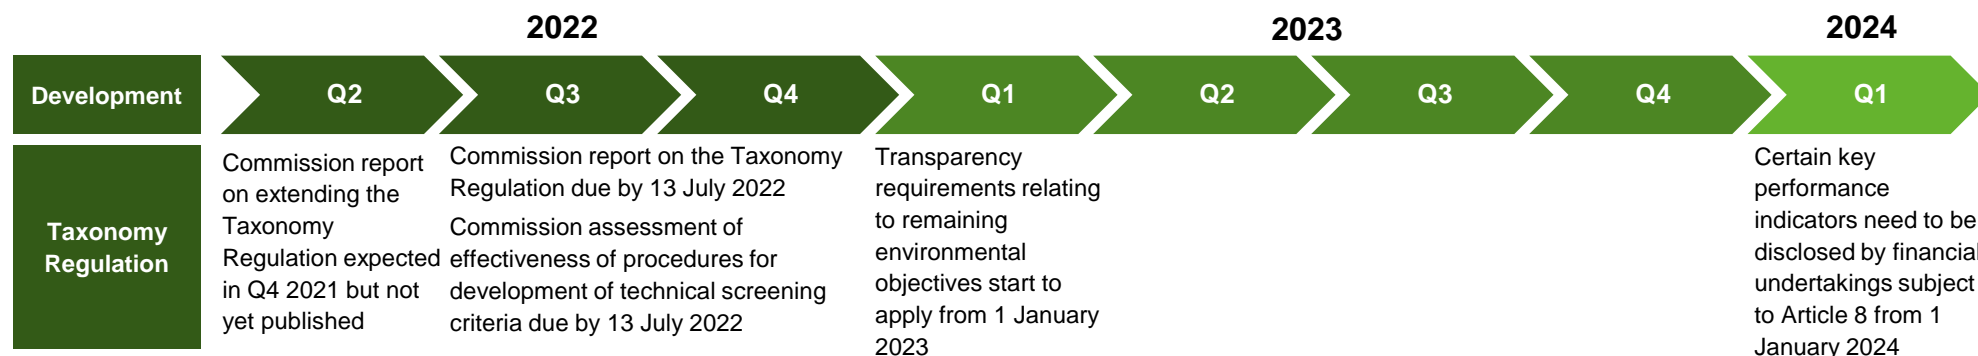 2022
2023
2024
Development
Q2
Q3
Q4
Q1
Q2
Q3
Q4
Q1
Taxonomy
Regulation
Commission report
on extending the
Taxonomy
Regulation expected
in Q4 2021 but not
yet published
Commission report on the Taxonomy
Regulation due by 13 July 2022
Commission assessment of
effectiveness of procedures for
development of technical screening
criteria due by 13 July 2022
Transparency
requirements relating
to remaining
environmental
objectives start to
apply from 1 January
2023
Certain key
performance
indicators need to be
disclosed by financial
undertakings subject
to Article 8 from 1
January 2024